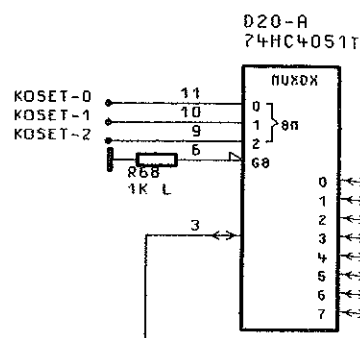 D20-A
74HC4051T
MUXDX
KOSET-0 11 0
KOSET-1 10 1 8M
KOSET-2 9 2
6 G8
R68
1K L
0
1
2
3 3
4
5
6
7